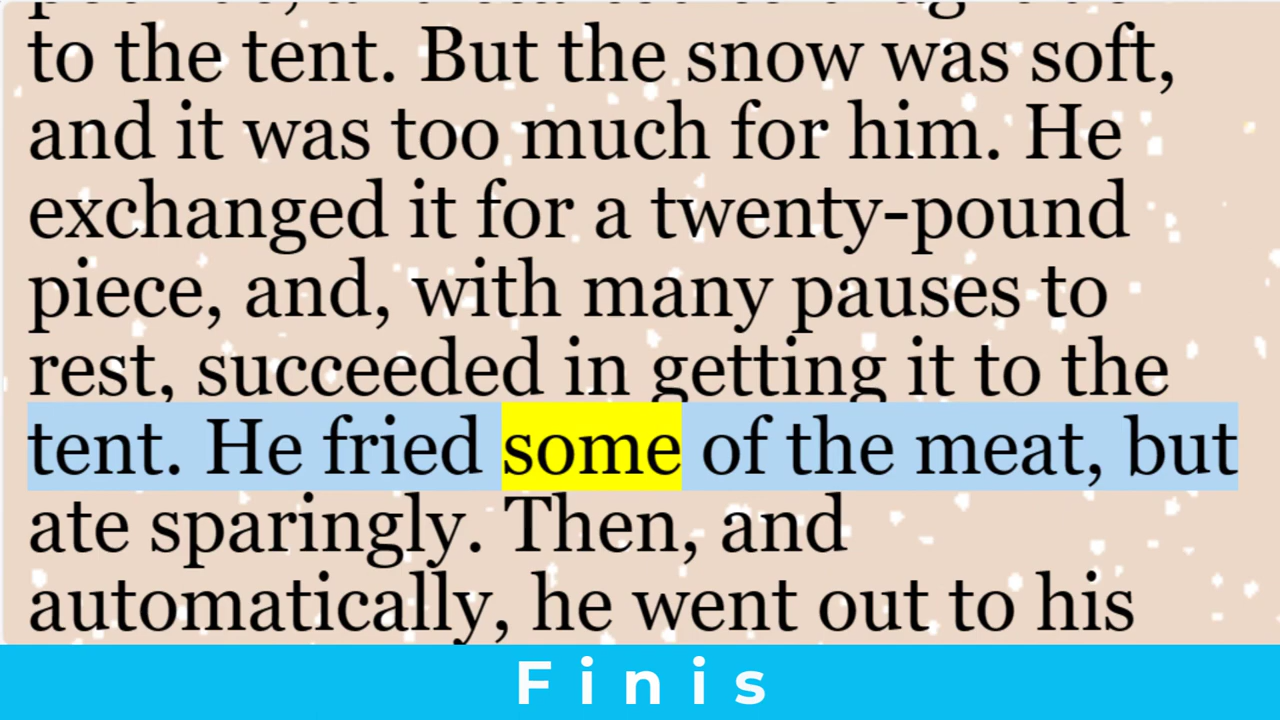 to the tent. But the snow was soft,
and it was too much for him. He
exchanged it for a twenty-pound
piece, and, with many pauses to
rest, succeeded in getting it to the
tent. He fried some of the meat, but
ate sparingly. Then, and
automatically, he went out to his
Finis